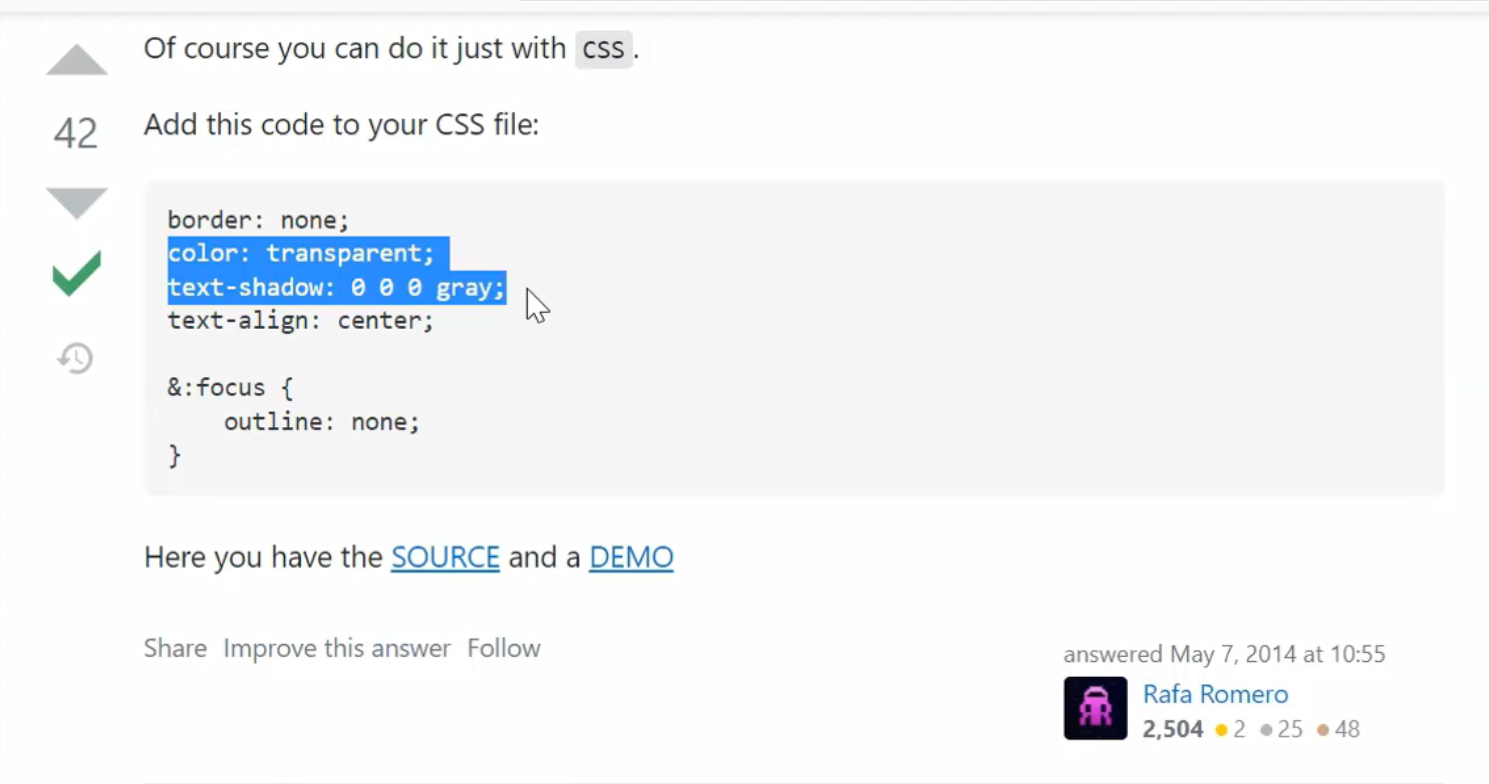 Of course you can do it just with CSS.
42
Add this code to your CSS file:
border: none;
color: transparent;
text-shadow: 0 0 0 gray;
text-align: center;
&:focus {
    outline: none;
}
Here you have the SOURCE and a DEMO
Share Improve this answer Follow
answered May 7, 2014 at 10:55
Rafa Romero
2,504 2 25 48